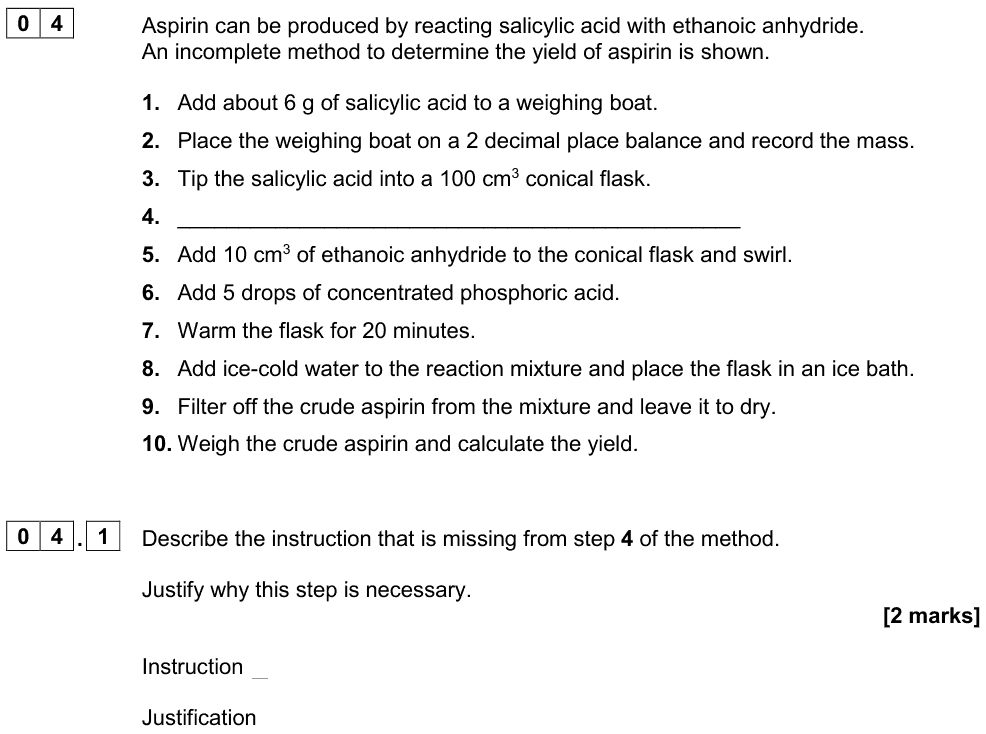 0 4 Aspirin can be produced by reacting salicylic acid with ethanoic anhydride.
An incomplete method to determine the yield of aspirin is shown.
1. Add about 6 g of salicylic acid to a weighing boat.
2. Place the weighing boat on a 2 decimal place balance and record the mass.
3. Tip the salicylic acid into a 100 cm³ conical flask.
4. ______________________________________________
5. Add 10 cm³ of ethanoic anhydride to the conical flask and swirl.
6. Add 5 drops of concentrated phosphoric acid.
7. Warm the flask for 20 minutes.
8. Add ice-cold water to the reaction mixture and place the flask in an ice bath.
9. Filter off the crude aspirin from the mixture and leave it to dry.
10. Weigh the crude aspirin and calculate the yield.
0 4 . 1 Describe the instruction that is missing from step 4 of the method.
Justify why this step is necessary.
[2 marks]
Instruction _
Justification